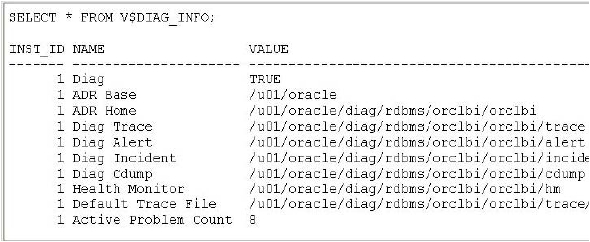 SELECT * FROM V$DIAG_INFO;
INST_ID NAME VALUE
------- -------------------- ----------------------------------------
1 Diag TRUE
1 ADR Base /u01/oracle
1 ADR Home /u01/oracle/diag/rdbms/orclbi/orclbi
1 Diag Trace /u01/oracle/diag/rdbms/orclbi/orclbi/trace
1 Diag Alert /u01/oracle/diag/rdbms/orclbi/orclbi/alert
1 Diag Incident /u01/oracle/diag/rdbms/orclbi/orclbi/incide
1 Diag Cdump /u01/oracle/diag/rdbms/orclbi/orclbi/cdump
1 Health Monitor /u01/oracle/diag/rdbms/orclbi/orclbi/hm
1 Default Trace File /u01/oracle/diag/rdbms/orclbi/orclbi/trace/
1 Active Problem Count 8